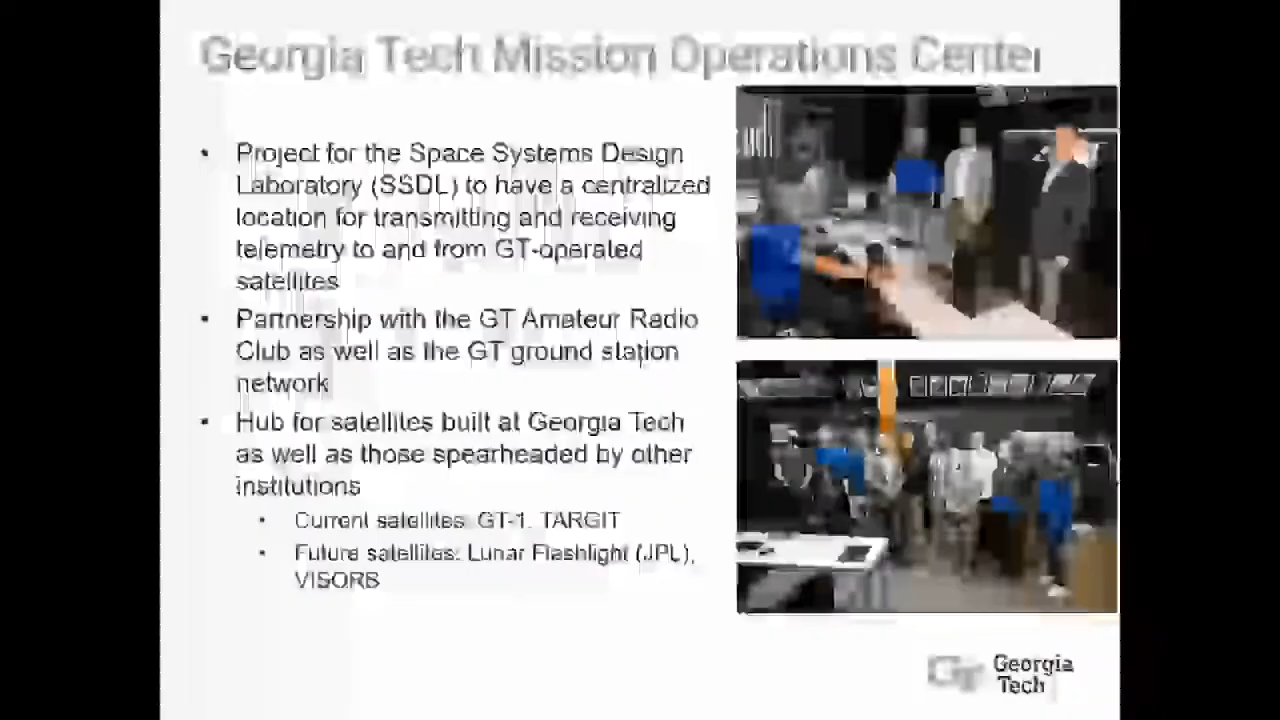 Georgia Tech Mission Operations Center
• Project for the Space Systems Design
Laboratory (SSDL) to have a centralized
location for transmitting and receiving
telemetry to and from GT-operated
satellites
• Partnership with the GT Amateur Radio
Club as well as the GT ground station
network
• Hub for satellites built at Georgia Tech
as well as those spearheaded by other
institutions
• Current satellites: GT-1, TARGIT
• Future satellites: Lunar Flashlight (JPL),
VISORS
Georgia
Tech